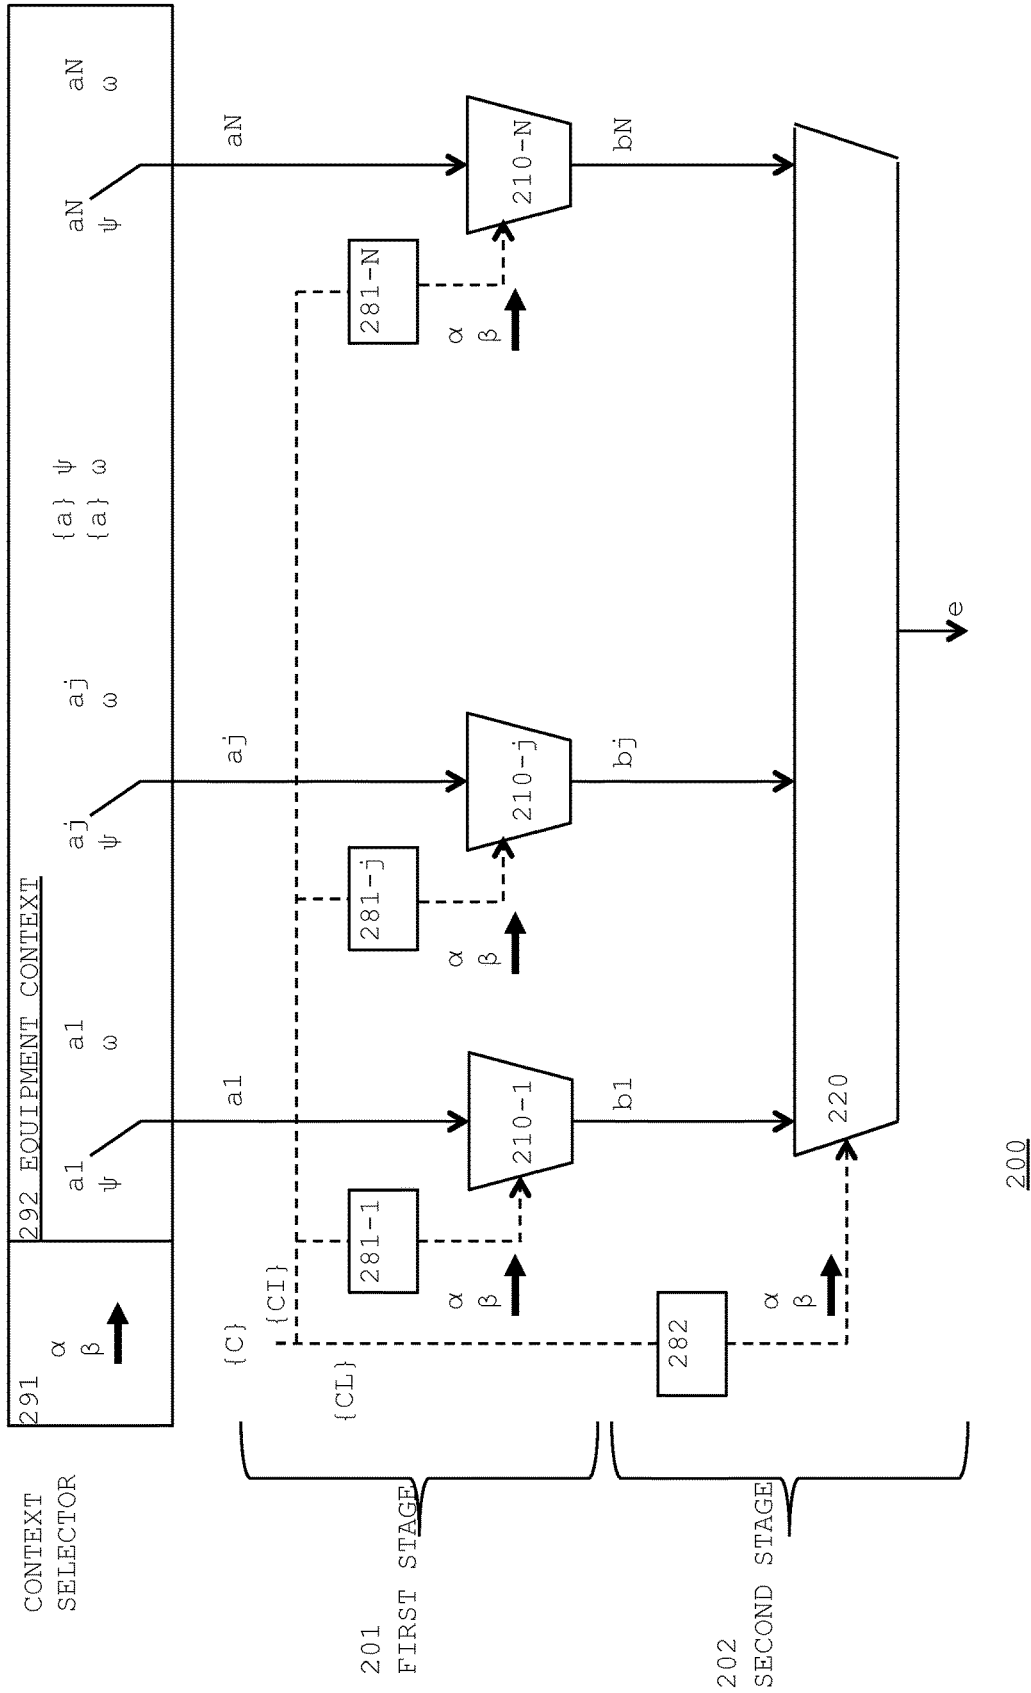 CONTEXT
SELECTOR
291
α
β
292 EQUIPMENT CONTEXT
a1
ψ
a1
ω
aj
ψ
aj
ω
{a} ψ
{a} ω
aN
ψ
aN
ω
a1
aj
aN
{C}
{CI}
{CL}
281-1
281-j
281-N
α
β
α
β
α
β
210-1
210-j
210-N
201
FIRST STAGE
b1
bj
bN
282
α
β
220
202
SECOND STAGE
e
200